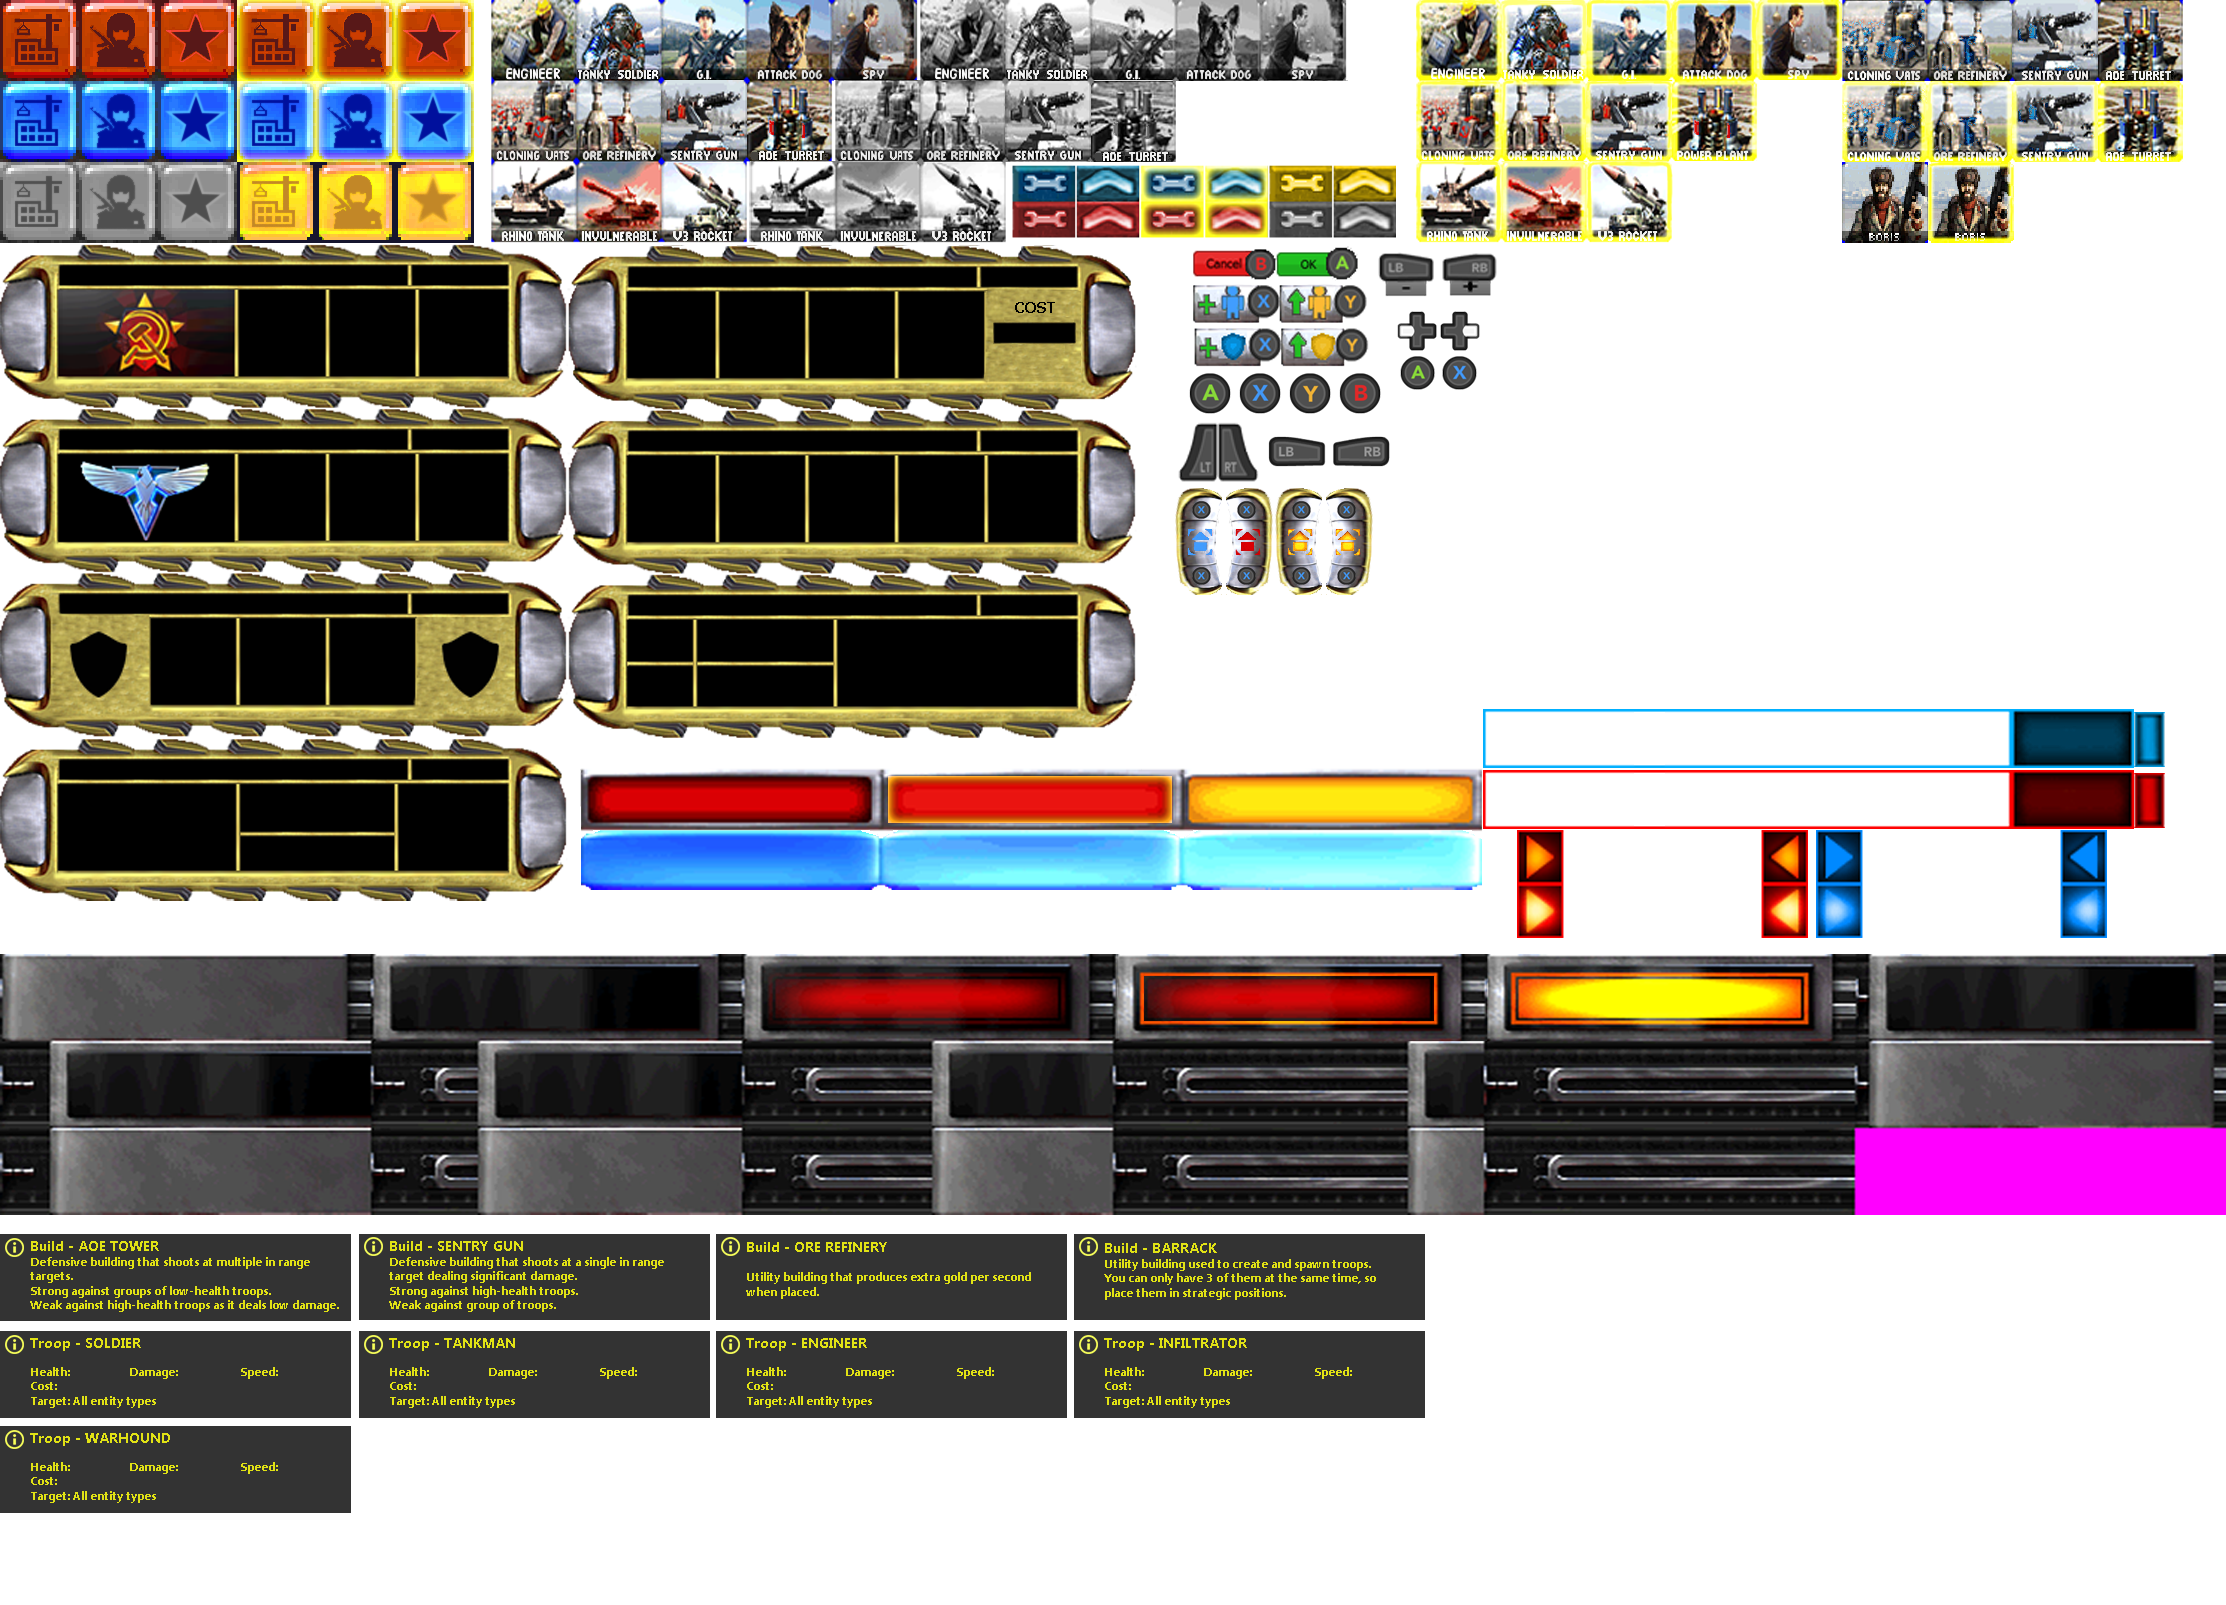 ENGINEER TANKY SOLDIER G.I. ATTACK DOG SPY ENGINEER TANKY SOLDIER G.I. ATTACK DOG SPY
ENGINEER TANKY SOLDIER G.I. ATTACK DOG SPY
CLONING VATS ORE REFINERY SENTRY GUN AOE TURRET
CLONING VATS ORE REFINERY SENTRY GUN AOE TURRET CLONING VATS ORE REFINERY SENTRY GUN AOE TURRET
CLONING VATS ORE REFINERY SENTRY GUN POWER PLANT
CLONING VATS ORE REFINERY SENTRY GUN AOE TURRET
RHINO TANK INVULNERABLE V3 ROCKET RHINO TANK INVULNERABLE V3 ROCKET
RHINO TANK INVULNERABLE V3 ROCKET
BORIS BORIS
COST
Cancel B OK A
LB RB
- +
X Y
X Y
A X
A X Y B
LT RT LB RB
X X X X
X X X X
Build - AOE TOWER
Defensive building that shoots at multiple in range
targets.
Strong against groups of low-health troops.
Weak against high-health troops as it deals low damage.
Build - SENTRY GUN
Defensive building that shoots at a single in range
target dealing significant damage.
Strong against high-health troops.
Weak against group of troops.
Build - ORE REFINERY
Utility building that produces extra gold per second
when placed.
Build - BARRACK
Utility building used to create and spawn troops.
You can only have 3 of them at the same time, so
place them in strategic positions.
Troop - SOLDIER
Health: Damage: Speed:
Cost:
Target: All entity types
Troop - TANKMAN
Health: Damage: Speed:
Cost:
Target: All entity types
Troop - ENGINEER
Health: Damage: Speed:
Cost:
Target: All entity types
Troop - INFILTRATOR
Health: Damage: Speed:
Cost:
Target: All entity types
Troop - WARHOUND
Health: Damage: Speed:
Cost:
Target: All entity types